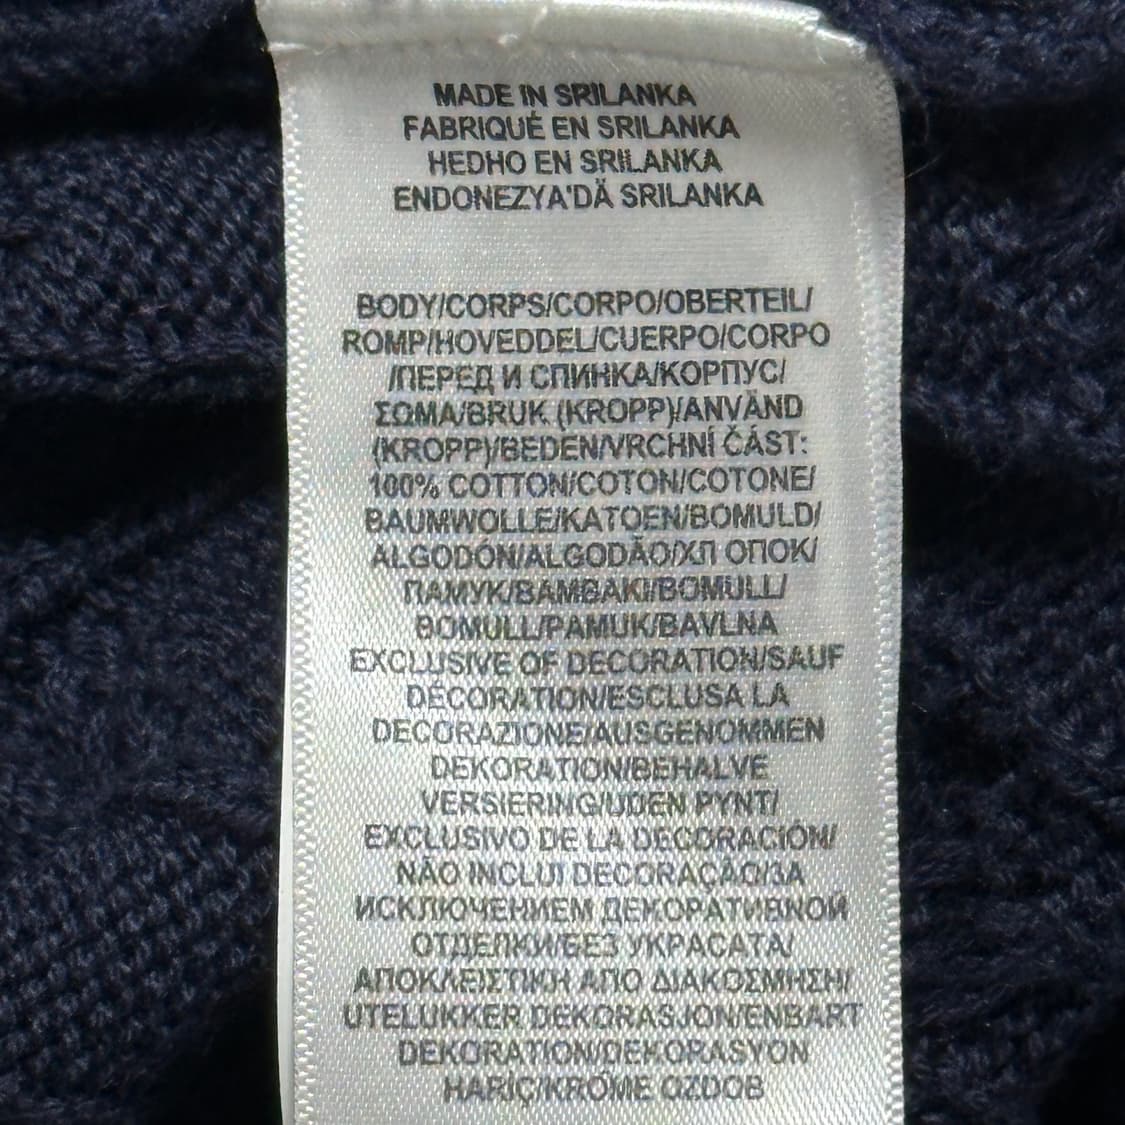 MADE IN SRILANKA
FABRIQUÉ EN SRILANKA
HEDHO EN SRILANKA
ENDONEZYA'DÄ SRILANKA
BODY/CORPS/CORPO/OBERTEIL/
ROMP/HOVEDDEL/CUERPO/CORPO
/ПЕРЕД И СПИНКА/КОРПУС/
ΣΩΜΑ/BRUK (KROPP)/ANVÄND
(KROPP)/BEDEN/VRCHNÍ ČÁST:
100% COTTON/COTON/COTONE/
BAUMWOLLE/KATOEN/BOMULD/
ALGODÓN/ALGODÃO/ХЛ ОПОК/
ПАМУК/ΒΑΜΒΑΚΙ/BOMULL/
BOMULL/PAMUK/BAVLNA
EXCLUSIVE OF DECORATION/SAUF
DÉCORATION/ESCLUSA LA
DECORAZIONE/AUSGENOMMEN
DEKORATION/BEHALVE
VERSIERING/UDEN PYNT/
EXCLUSIVO DE LA DECORACIÓN/
NÃO INCLUI DECORAÇÃO/ЗА
ИСКЛЮЧЕНИЕМ ДЕКОРАТИВНОЙ
ОТДЕЛКИ/БЕЗ УКРАСАТА/
ΑΠΟΚΛΕΙΣΤΙΚΗ ΑΠΟ ΔΙΑΚΟΣΜΗΣΗ/
UTELUKKER DEKORASJON/ENBART
DEKORATION/DEKORASYON
HARİÇ/KROMĚ OZDOB